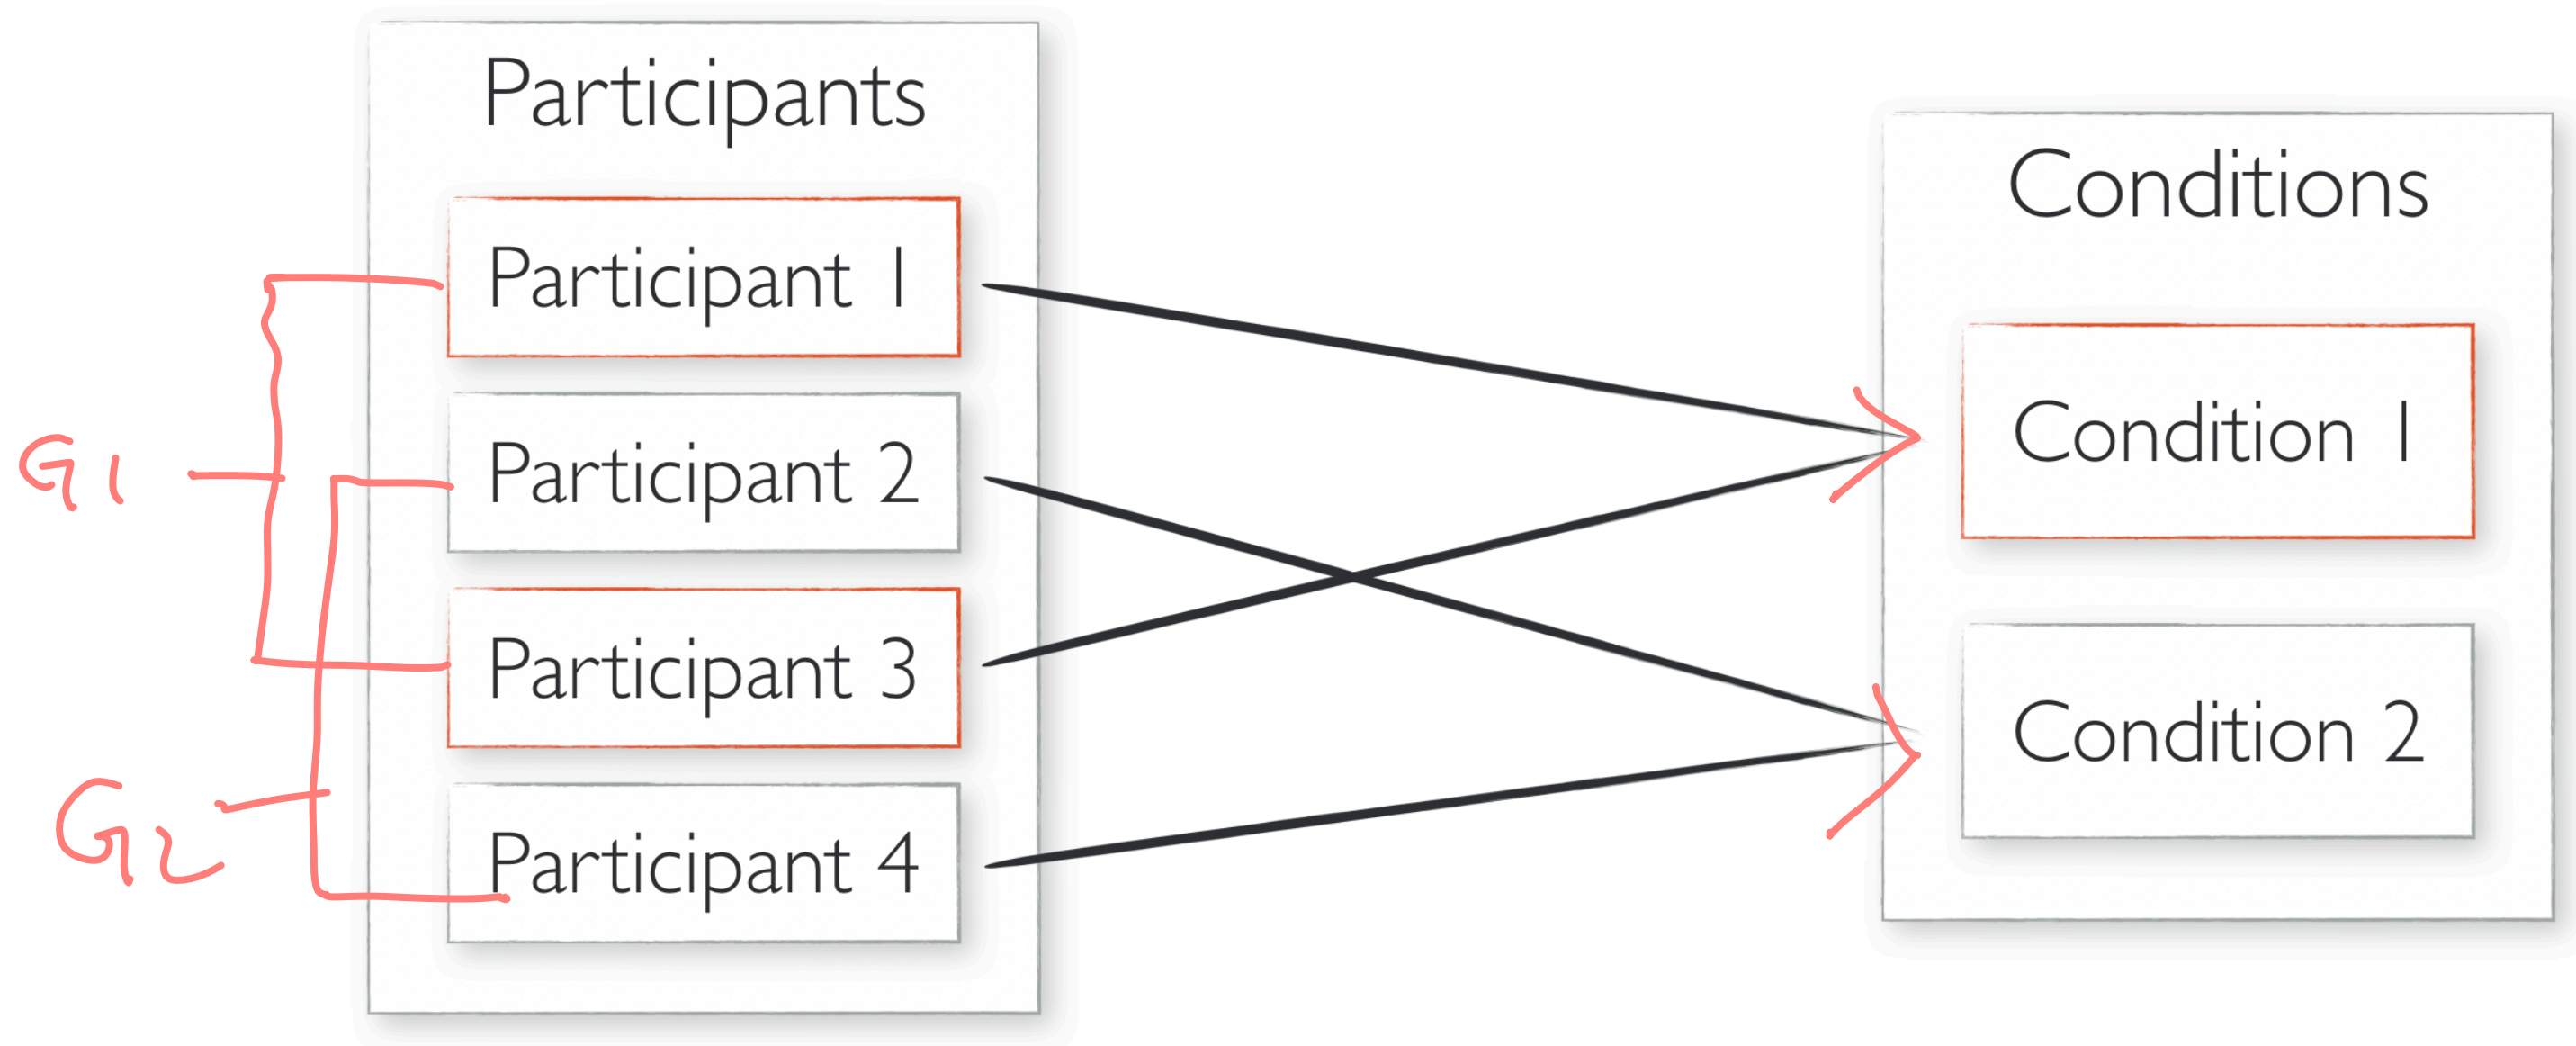 Participants
Participant 1
Participant 2
Participant 3
Participant 4
G1
G2
Conditions
Condition 1
Condition 2